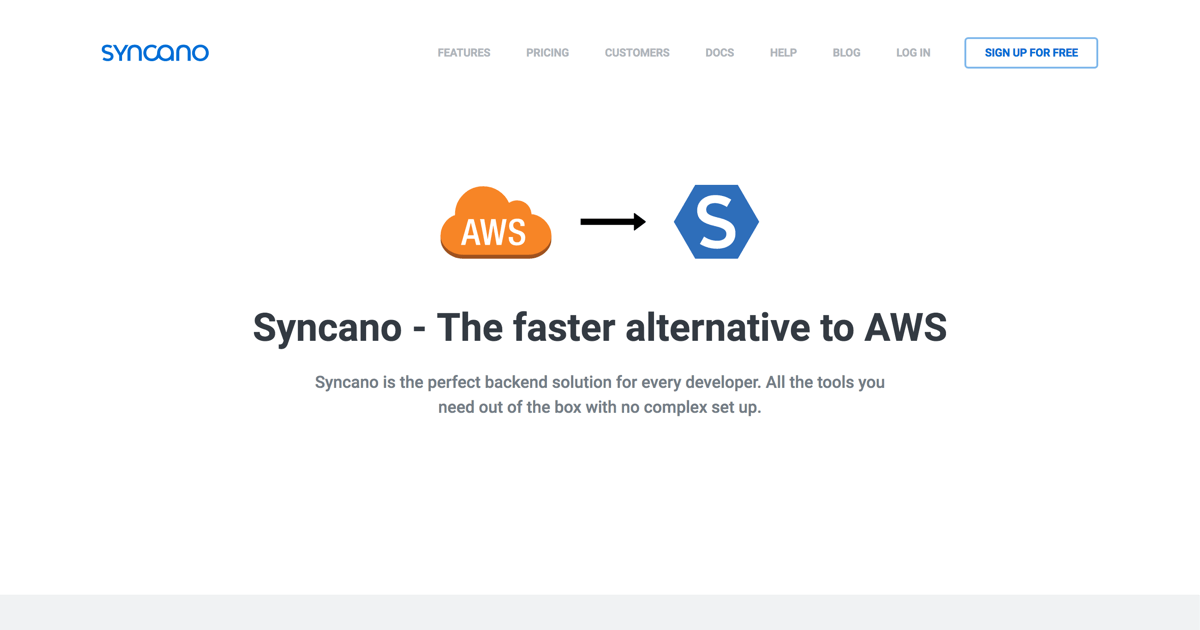 SYNCANO
FEATURES
PRICING
CUSTOMERS
DOCS
HELP
BLOG
LOG IN
SIGN UP FOR FREE
AWS
S
Syncano - The faster alternative to AWS
Syncano is the perfect backend solution for every developer. All the tools you
need out of the box with no complex set up.